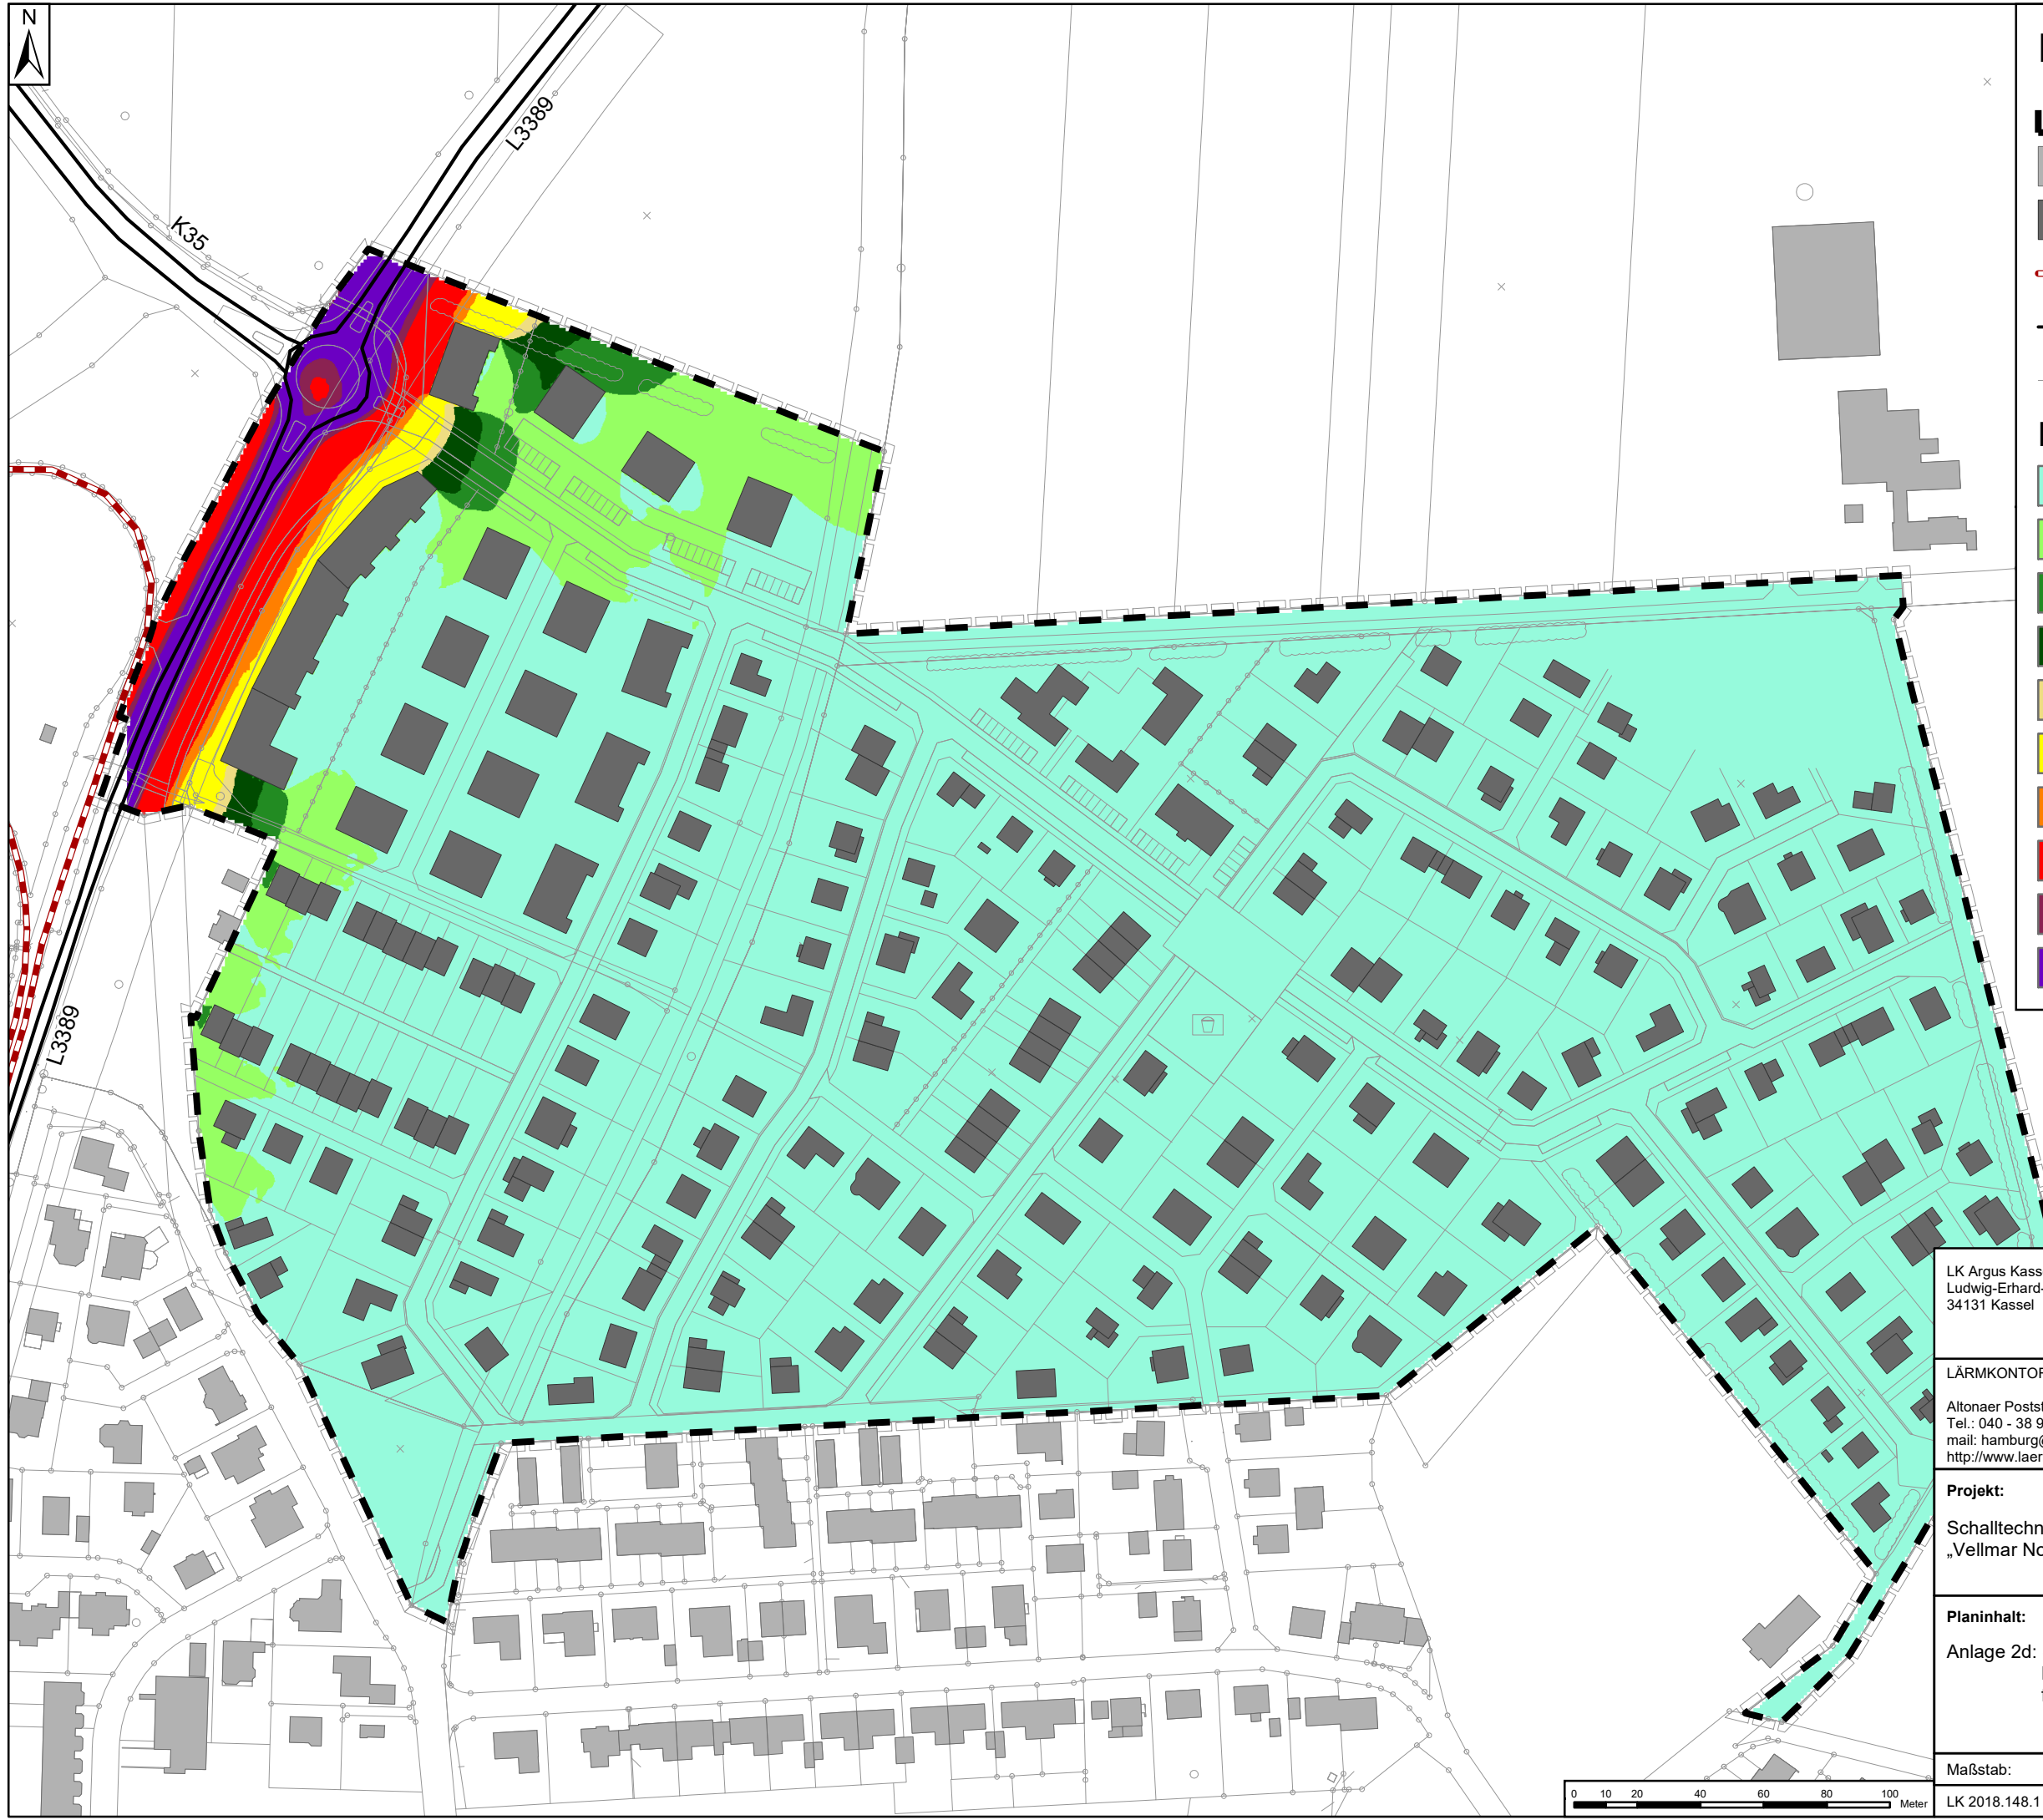 N
L3389
K35
L3389
LK Argus Kass
Ludwig-Erhard-
34131 Kassel
LÄRMKONTOR
Altonaer Postst
Tel.: 040 - 38 9
mail: hamburg@
http://www.laer
Projekt:
Schalltechn
„Vellmar No
Planinhalt:
Anlage 2d:
Maßstab:
0 10 20 40 60 80 100
Meter
LK 2018.148.1